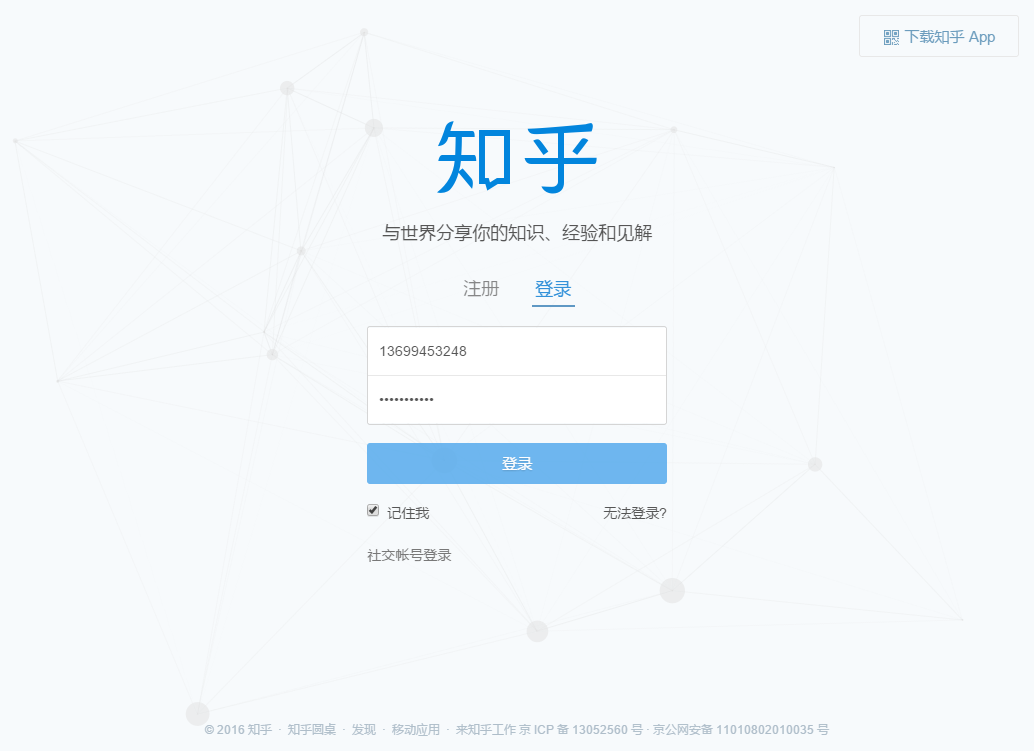 下载知乎 App
知乎
与世界分享你的知识、经验和见解
注册 登录
13699453248
•••••••••••
登录
记住我 无法登录?
社交帐号登录
© 2016 知乎 · 知乎圆桌 · 发现 · 移动应用 · 来知乎工作 京 ICP 备 13052560 号 · 京公网安备 11010802010035 号